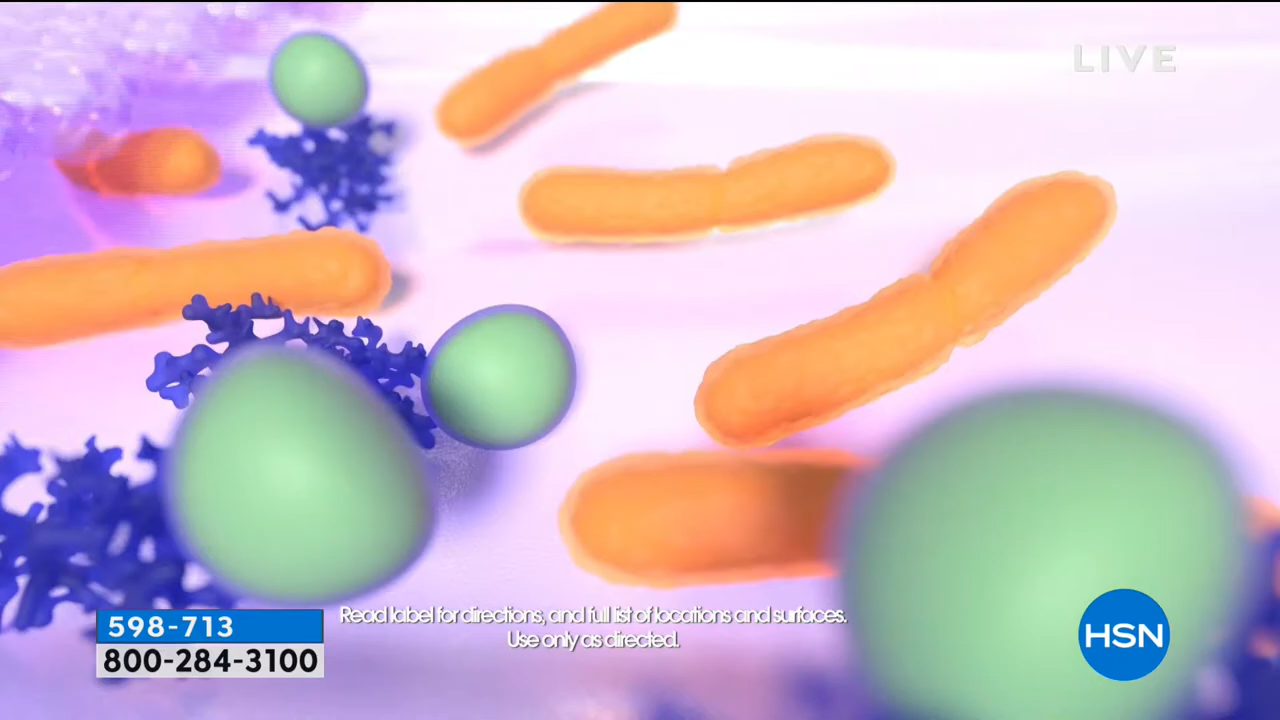 LIVE
598-713
800-284-3100
Read label for directions, and full list of locations and surfaces.
Use only as directed.
HSN